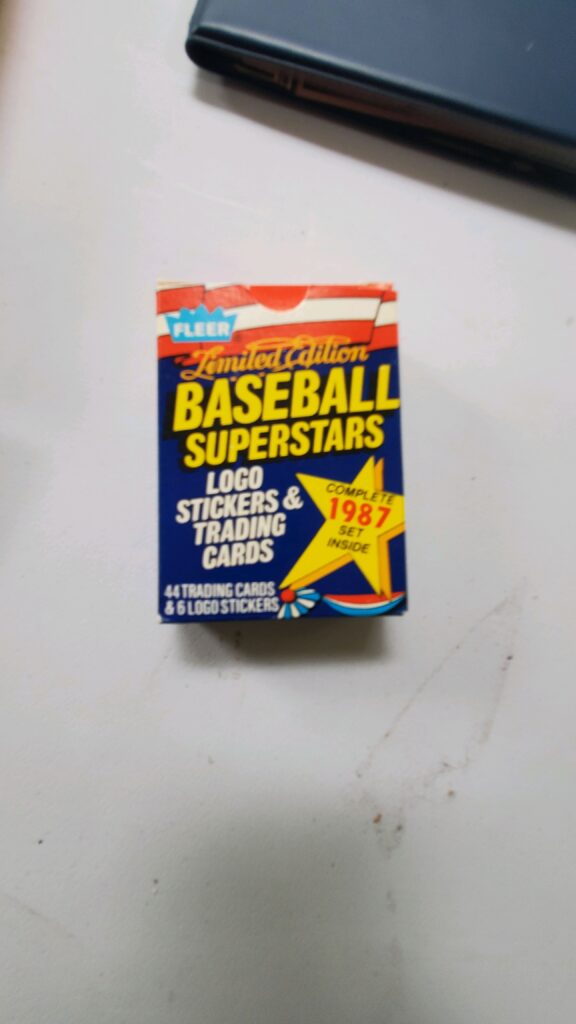 FLEER
Limited Edition
BASEBALL
SUPERSTARS
LOGO
STICKERS &
TRADING
CARDS
COMPLETE
1987
SET
INSIDE
44 TRADING CARDS
& 6 LOGO STICKERS